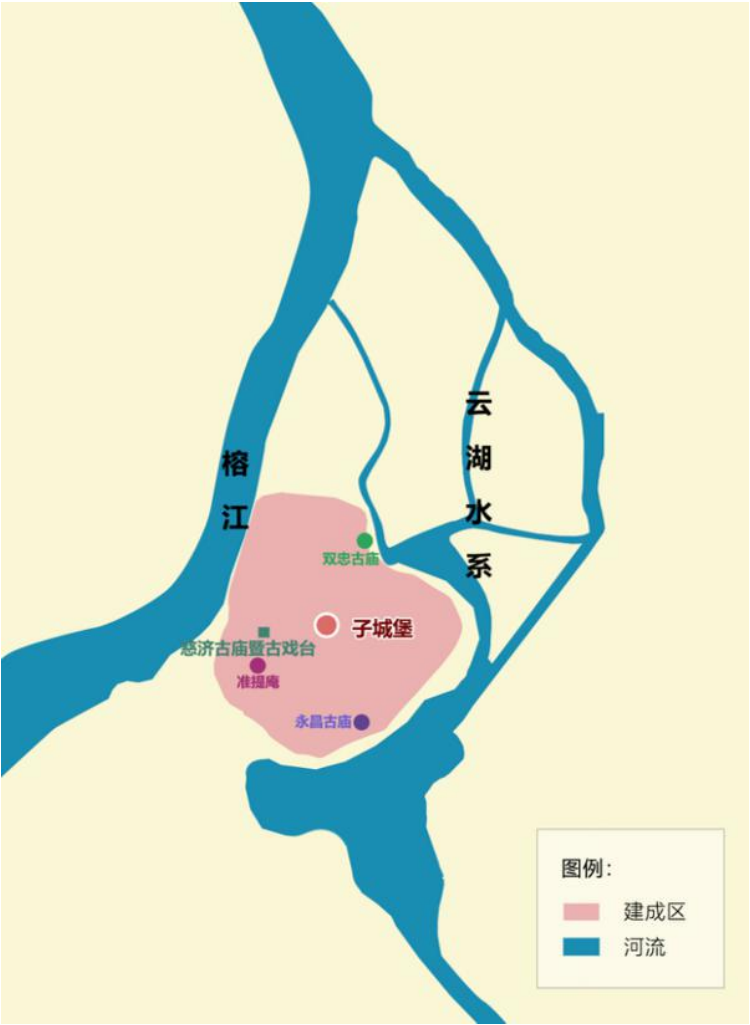 云湖水系
榕江
双忠古庙
子城堡
慈济古庙暨古戏台
准提庵
永昌古庙
图例：
建成区
河流